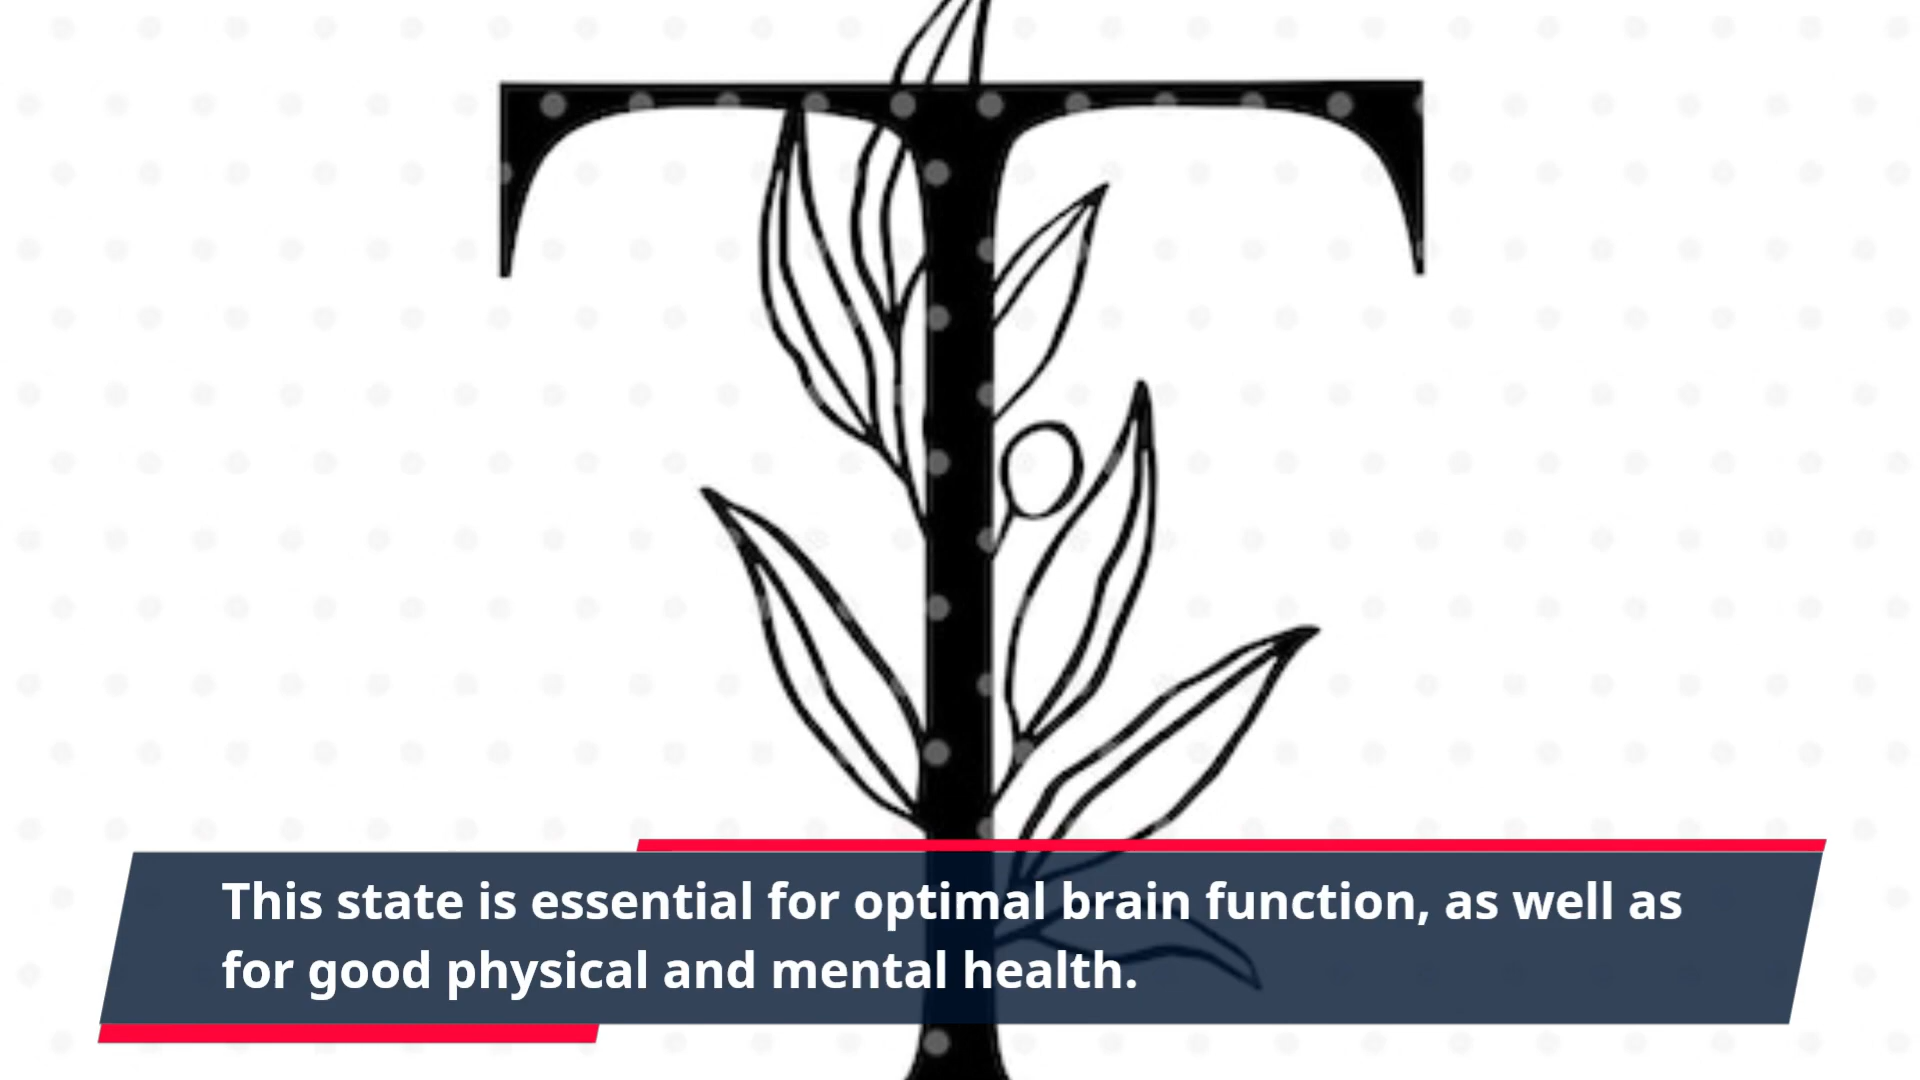 T
This state is essential for optimal brain function, as well as
for good physical and mental health.